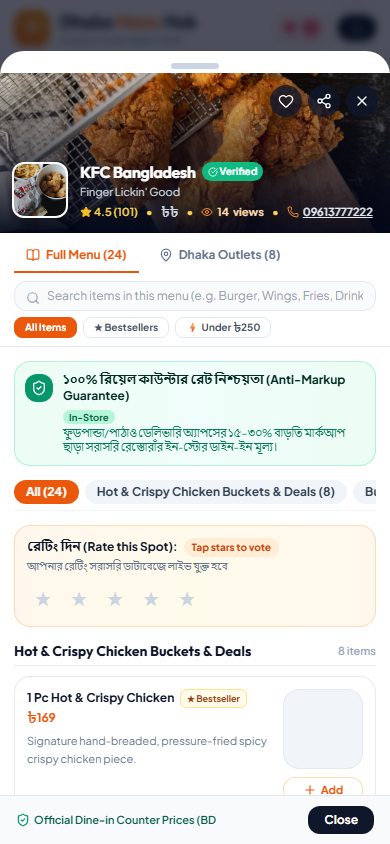 Dhaka Menu Hub
KFC Bangladesh
Verified
Finger Lickin' Good
4.5 (101) • ৳৳ • 14 views • 09613777222
Full Menu (24)
Dhaka Outlets (8)
Search items in this menu (e.g. Burger, Wings, Fries, Drink
All Items
★ Bestsellers
Under ৳250
১০০% রিয়েল কাউন্টার রেট নিশ্চয়তা (Anti-Markup
Guarantee)
In-Store
ফুডপান্ডা/পাঠাও ডেলিভারি অ্যাপসের ১৫-৩০% বাড়তি মার্কআপ
ছাড়া সরাসরি রেস্তোরাঁর ইন-স্টোর ডাইন-ইন মূল্য।
All (24)
Hot & Crispy Chicken Buckets & Deals (8)
Bu
রেটিং দিন (Rate this Spot):
Tap stars to vote
আপনার রেটিং সরাসরি ডাটাবেজে লাইভ যুক্ত হবে
Hot & Crispy Chicken Buckets & Deals
8 items
1 Pc Hot & Crispy Chicken
★ Bestseller
৳169
Signature hand-breaded, pressure-fried spicy
crispy chicken piece.
+ Add
Official Dine-in Counter Prices (BD
Close